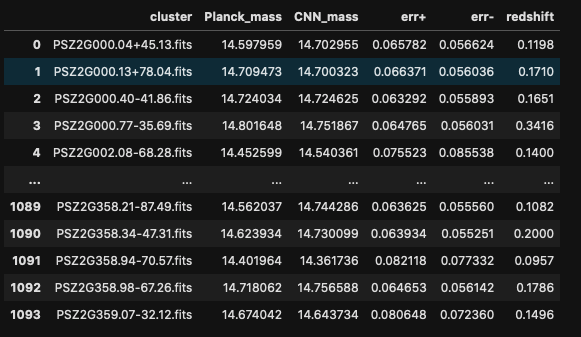 cluster Planck_mass CNN_mass err+ err- redshift
0 PSZ2G000.04+45.13.fits 14.597959 14.702955 0.065782 0.056624 0.1198
1 PSZ2G000.13+78.04.fits 14.709473 14.700323 0.066371 0.056036 0.1710
2 PSZ2G000.40-41.86.fits 14.724034 14.724625 0.063292 0.055893 0.1651
3 PSZ2G000.77-35.69.fits 14.801648 14.751867 0.064765 0.056031 0.3416
4 PSZ2G002.08-68.28.fits 14.452599 14.540361 0.075523 0.085538 0.1400
... ... ... ... ... ... ...
1089 PSZ2G358.21-87.49.fits 14.562037 14.744286 0.063625 0.055560 0.1082
1090 PSZ2G358.34-47.31.fits 14.623934 14.730099 0.063934 0.055251 0.2000
1091 PSZ2G358.94-70.57.fits 14.401964 14.361736 0.082118 0.077332 0.0957
1092 PSZ2G358.98-67.26.fits 14.718062 14.756588 0.064653 0.056142 0.1786
1093 PSZ2G359.07-32.12.fits 14.674042 14.643734 0.080648 0.072360 0.1496